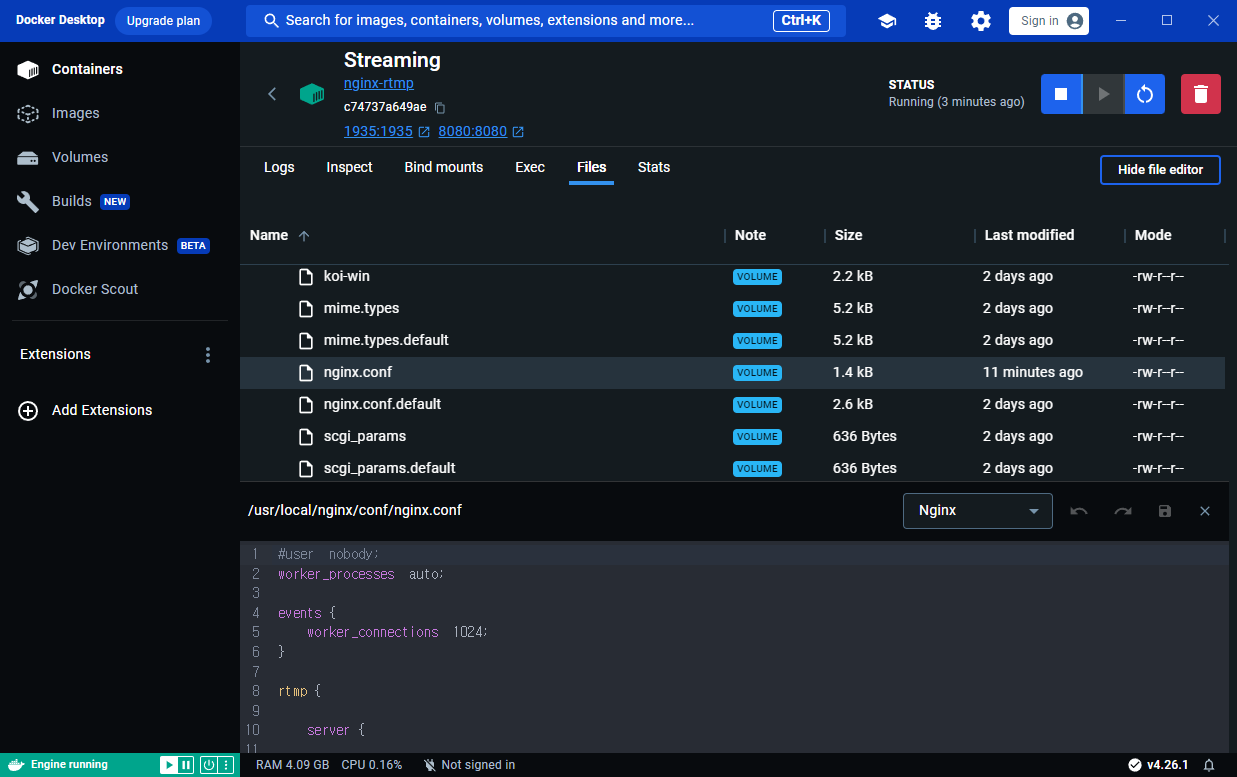 Docker Desktop Upgrade plan Search for images, containers, volumes, extensions and more... Ctrl+K Sign in
Containers
Images
Volumes
Builds NEW
Dev Environments BETA
Docker Scout
Extensions
Add Extensions
Streaming
nginx-rtmp
c74737a649ae
1935:1935 8080:8080
STATUS
Running (3 minutes ago)
Logs Inspect Bind mounts Exec Files Stats Hide file editor
Name Note Size Last modified Mode
koi-win VOLUME 2.2 kB 2 days ago -rw-r--r--
mime.types VOLUME 5.2 kB 2 days ago -rw-r--r--
mime.types.default VOLUME 5.2 kB 2 days ago -rw-r--r--
nginx.conf VOLUME 1.4 kB 11 minutes ago -rw-r--r--
nginx.conf.default VOLUME 2.6 kB 2 days ago -rw-r--r--
scgi_params VOLUME 636 Bytes 2 days ago -rw-r--r--
scgi_params.default VOLUME 636 Bytes 2 days ago -rw-r--r--
/usr/local/nginx/conf/nginx.conf Nginx
1 #user  nobody;
2 worker_processes  auto;
3
4 events {
5     worker_connections  1024;
6 }
7
8 rtmp {
9
10     server {
11
Engine running RAM 4.09 GB CPU 0.16% Not signed in v4.26.1